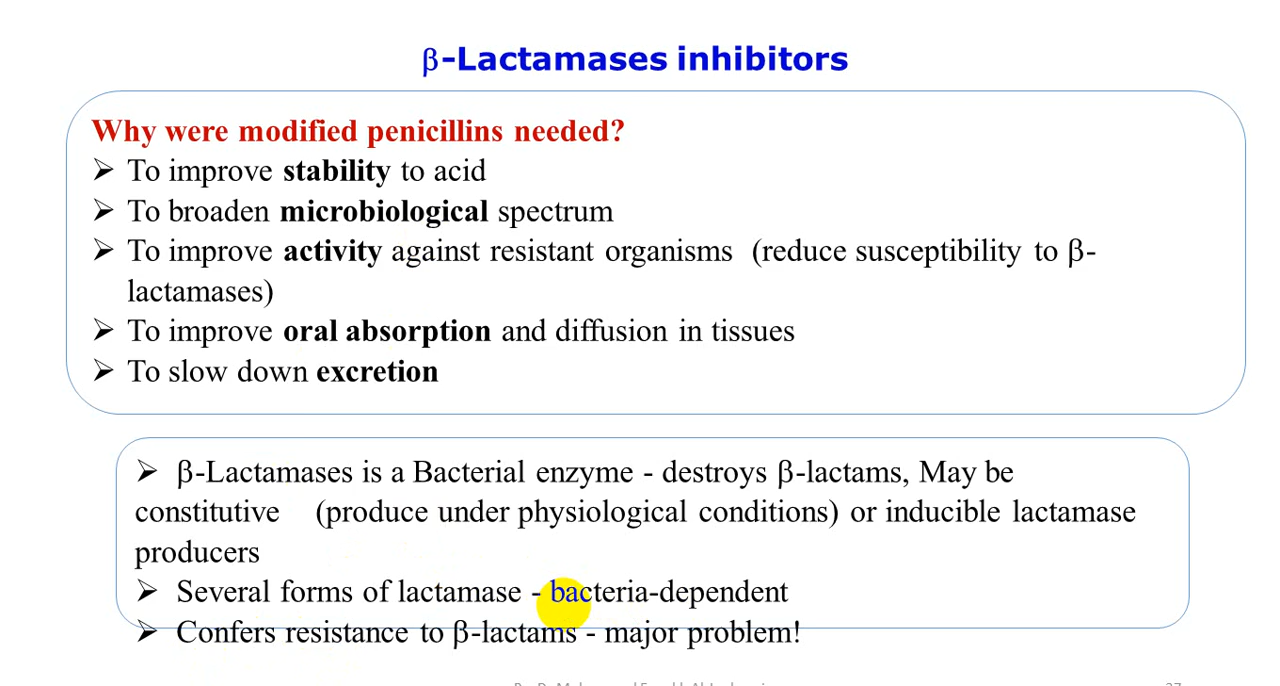 β-Lactamases inhibitors
Why were modified penicillins needed?
➢ To improve stability to acid
➢ To broaden microbiological spectrum
➢ To improve activity against resistant organisms (reduce susceptibility to β-
lactamases)
➢ To improve oral absorption and diffusion in tissues
➢ To slow down excretion
➢ β-Lactamases is a Bacterial enzyme - destroys β-lactams, May be
constitutive (produce under physiological conditions) or inducible lactamase
producers
➢ Several forms of lactamase - bacteria-dependent
➢ Confers resistance to β-lactams - major problem!